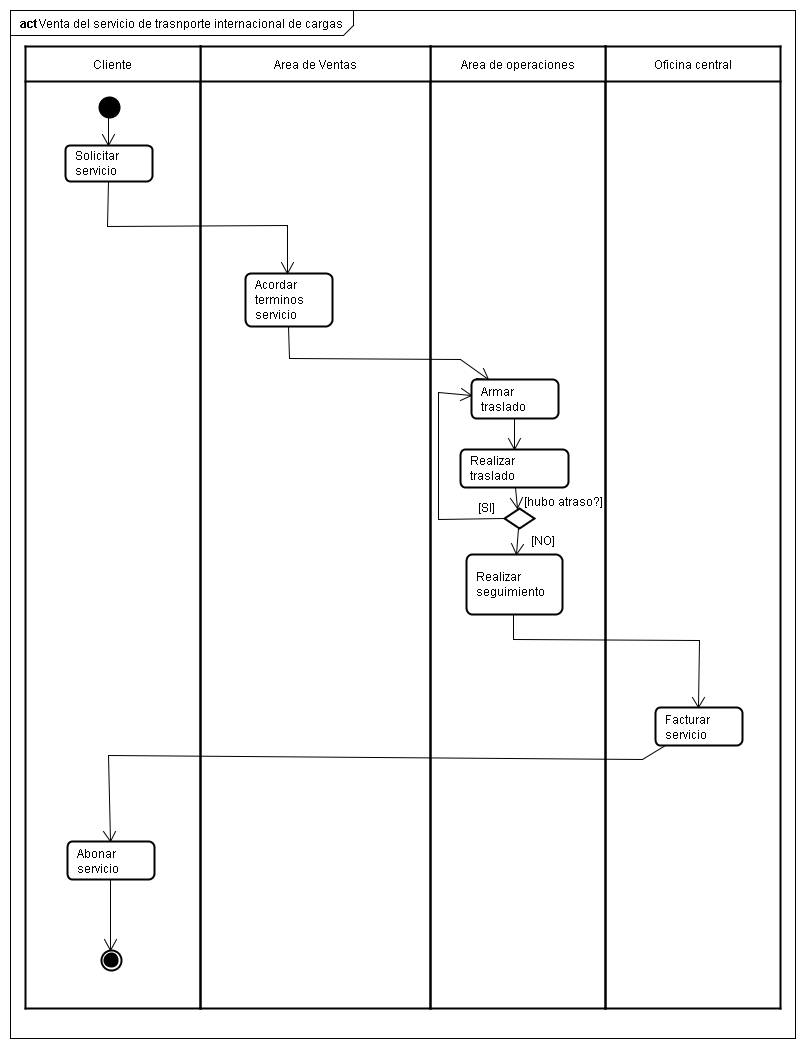 act Venta del servicio de trasnporte internacional de cargas
Cliente
Area de Ventas
Area de operaciones
Oficina central
Solicitar
servicio
Acordar
terminos
servicio
Armar
traslado
Realizar
traslado
[hubo atraso?]
[SI]
[NO]
Realizar
seguimiento
Facturar
servicio
Abonar
servicio